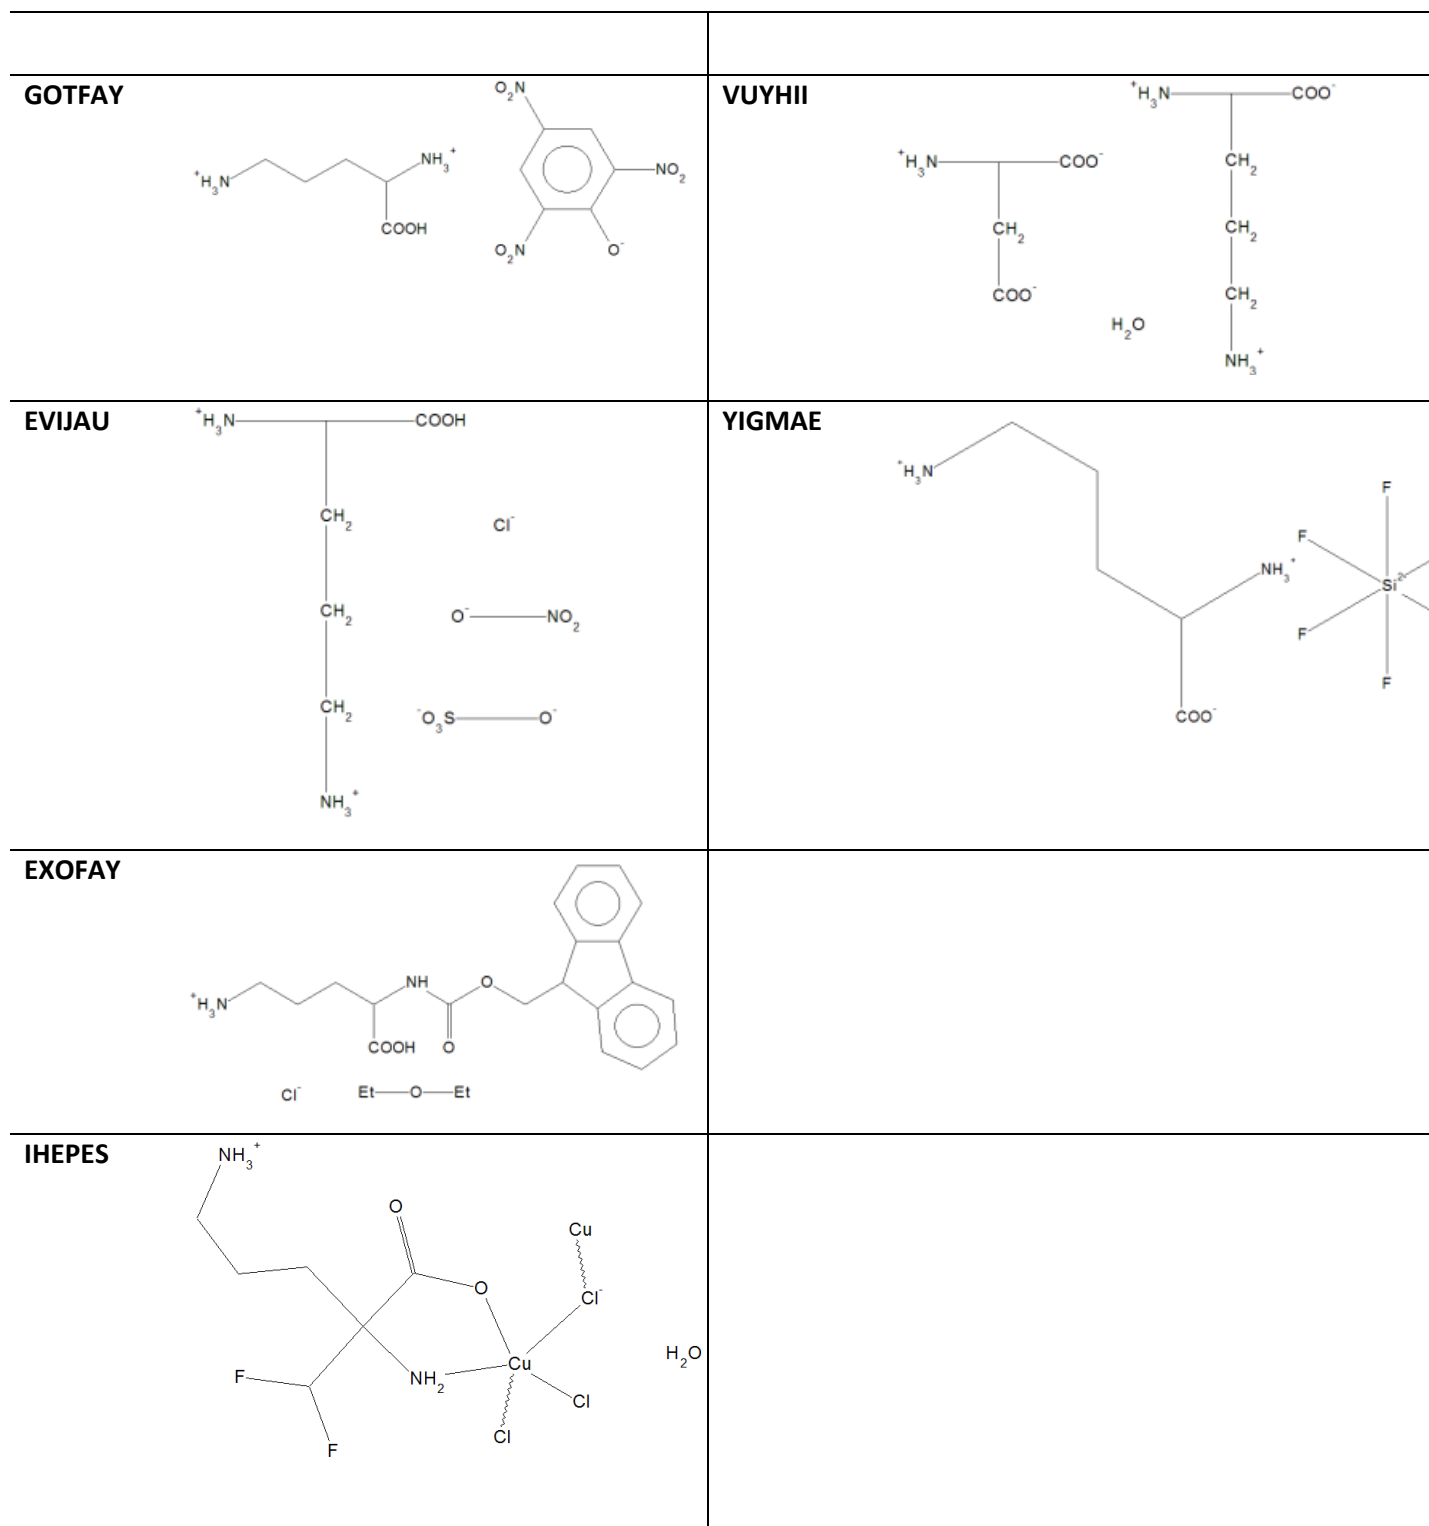 GOTFAY
O2N
+H3N
NH3+
COOH
NO2
O2N
O-
VUYHII
+H3N
COO-
+H3N
COO-
CH2
CH2
CH2
COO-
CH2
H2O
NH3+
EVIJAU
+H3N
COOH
CH2
Cl-
CH2
O-
NO2
CH2
-O3S
O-
NH3+
YIGMAE
+H3N
F
F
NH3+
Si2-
F
F
COO-
EXOFAY
NH
O
+H3N
COOH
O
Cl-
Et
O
Et
IHEPES
NH3+
O
Cu
O
Cl-
H2O
Cu
F
NH2
Cl
Cl
F